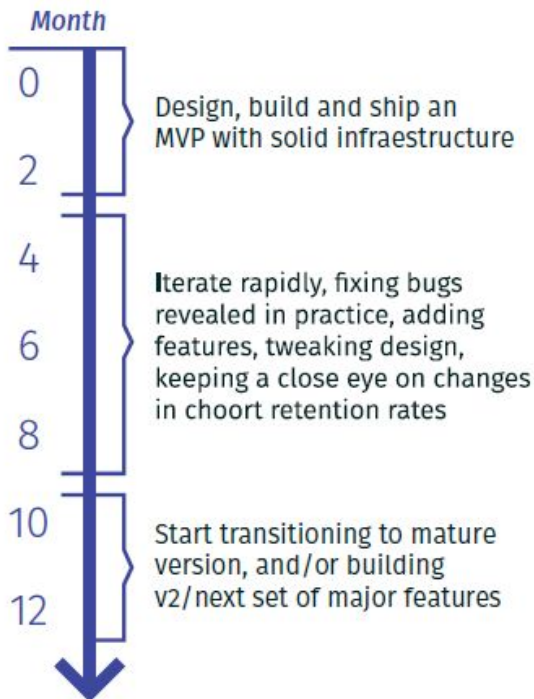 Month
0
Design, build and ship an
MVP with solid infraestructure
2
4
Iterate rapidly, fixing bugs
revealed in practice, adding
6
features, tweaking design,
keeping a close eye on changes
in choort retention rates
8
10
Start transitioning to mature
version, and/or building
v2/next set of major features
12